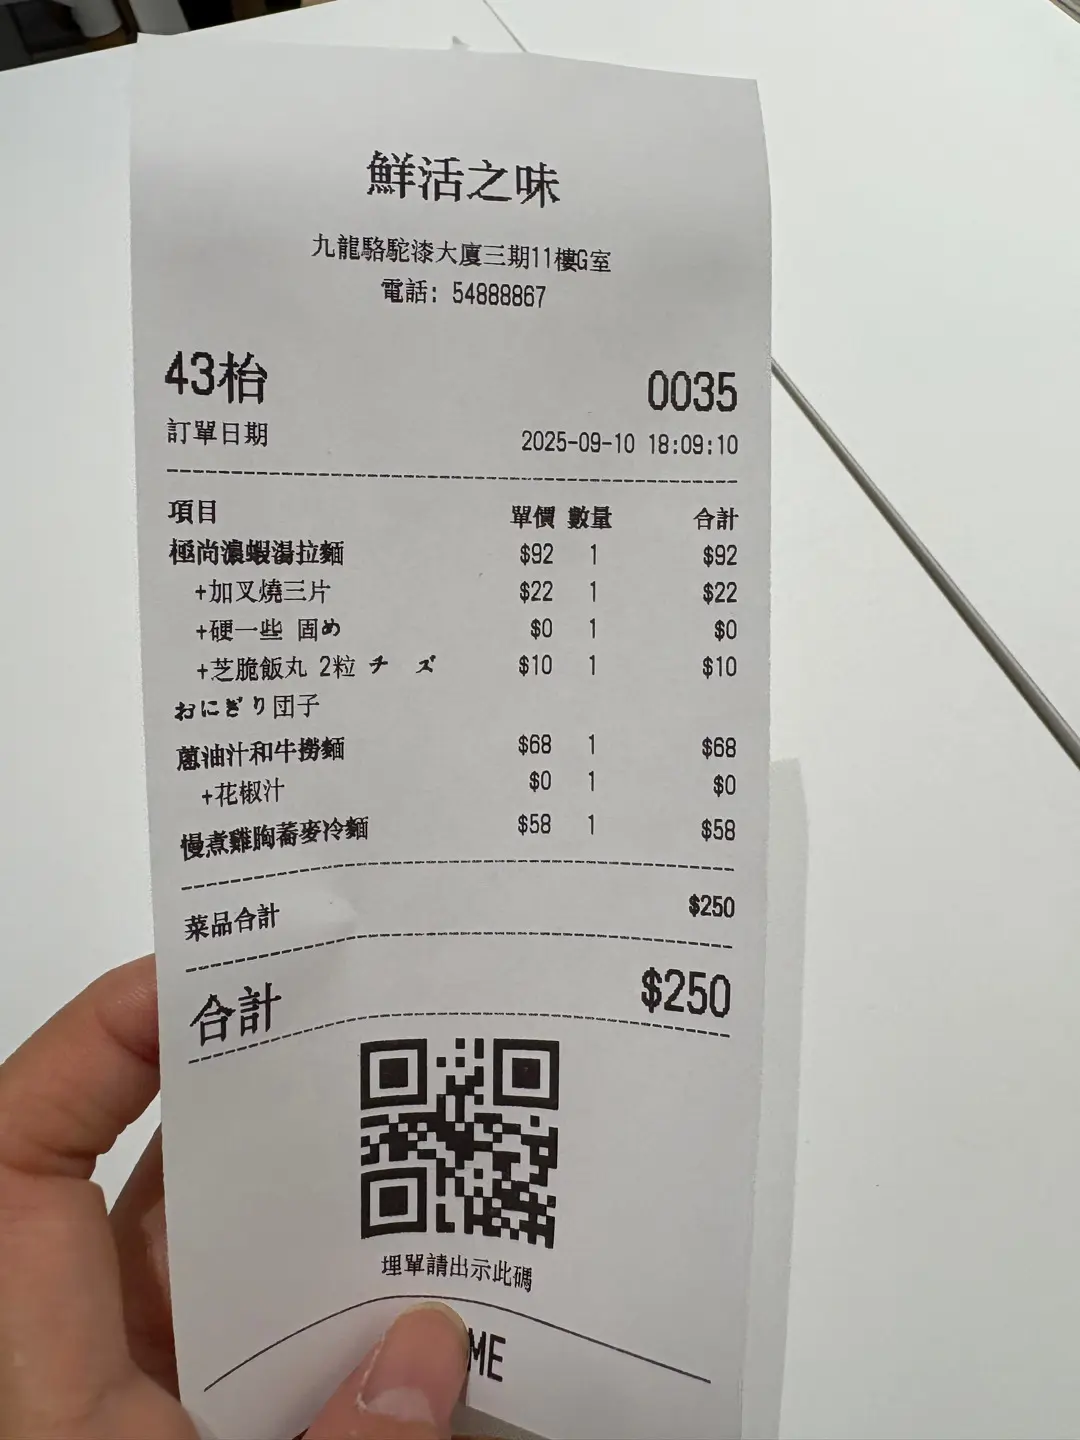 鮮活之味
九龍駱駝漆大廈三期11樓G室
電話: 54888867
43枱 0035
訂單日期 2025-09-10 18:09:10
項目 單價 數量 合計
極尚濃蝦湯拉麵 $92 1 $92
+加叉燒三片 $22 1 $22
+硬一些 固め $0 1 $0
+芝脆飯丸 2粒 チ ズ $10 1 $10
おにぎり団子
蔥油汁和牛撈麵 $68 1 $68
+花椒汁 $0 1 $0
慢煮雞胸蕎麥冷麵 $58 1 $58
菜品合計 $250
合計 $250
埋單請出示此碼
ME